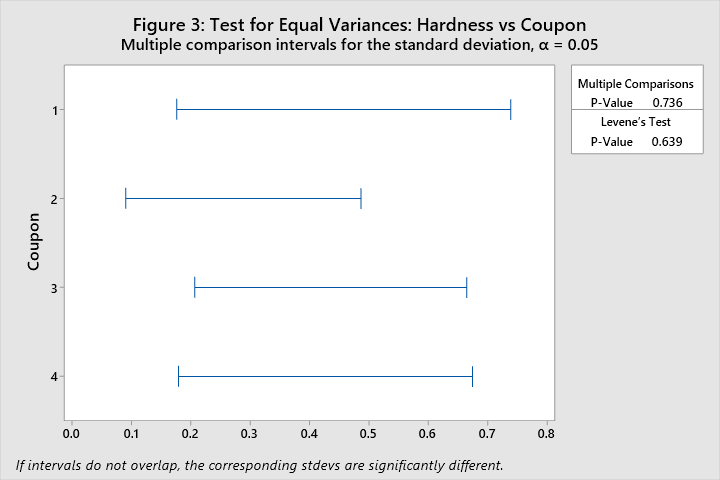 Figure 3: Test for Equal Variances: Hardness vs Coupon
Multiple comparison intervals for the standard deviation, α = 0.05
Multiple Comparisons
P-Value 0.736
Levene's Test
P-Value 0.639
Coupon
1
2
3
4
0.0 0.1 0.2 0.3 0.4 0.5 0.6 0.7 0.8
If intervals do not overlap, the corresponding stdevs are significantly different.